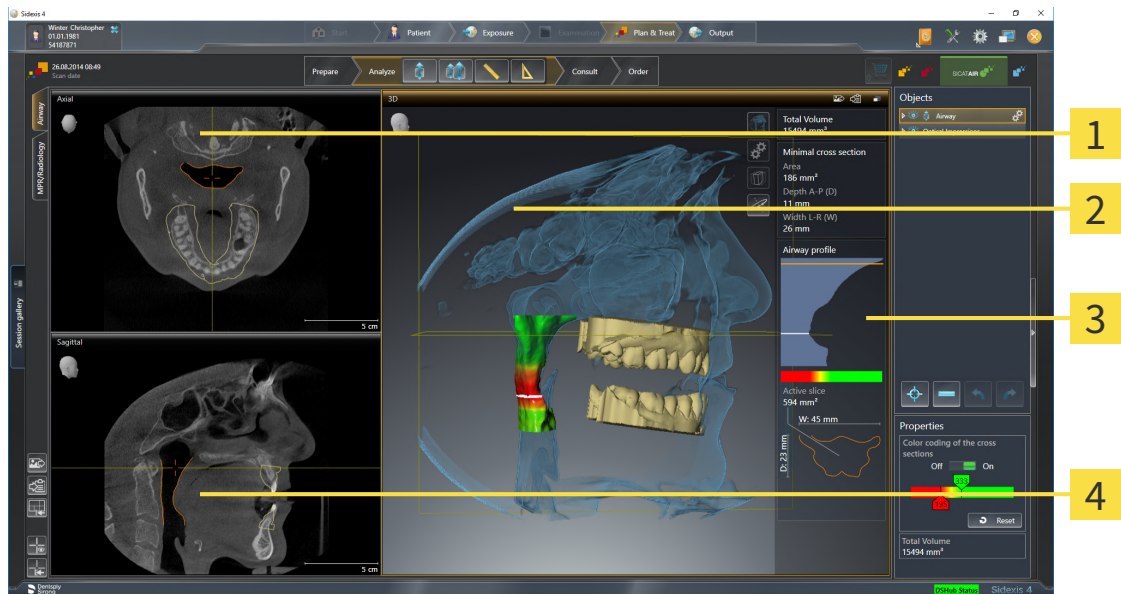 Sidexis 4
Winter Christopher
01.01.1981
54187871
Start
Patient
Exposure
Examination
Plan & Treat
Output
26.08.2014 08:49
Scan date
Prepare
Analyze
Consult
Order
SCATAIR
Airway
MPR/Radiology
Session gallery
Axial
5 cm
Sagittal
5 cm
3D
Total Volume
15494 mm³
Minimal cross section
Area
186 mm²
Depth A-P (D)
11 mm
Width L-R (W)
26 mm
Airway profile
Active slice
594 mm²
W: 45 mm
D: 23 mm
Objects
Airway
Optical Impressions
Properties
Color coding of the cross
sections
Off
On
333
195
Reset
Total Volume
15494 mm³
1
2
3
4
Dentsply
Sirona
DSHub Status
Sidexis 4